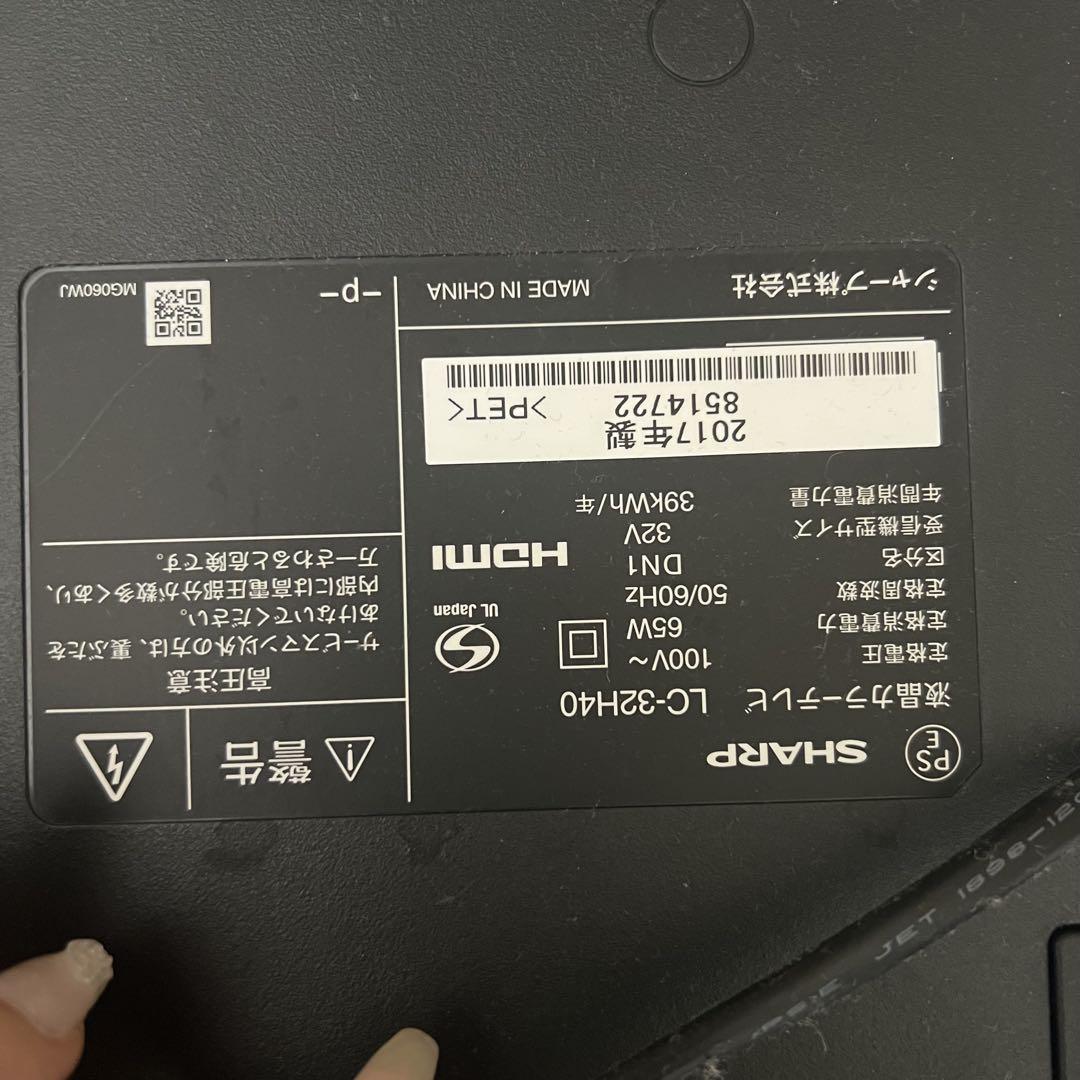 PS
E
SHARP
液晶カラーテレビ LC-32H40
定格電圧 100V～
定格消費電力 65W
定格周波数 50/60Hz
区分名 DN1
受信機型サイズ 32V
年間消費電力量 39kWh/年
UL Japan
HDMI
2017年製
8514722 >PET<
シャープ株式会社 MADE IN CHINA
警告
高圧注意
サービスマン以外の方は、裏ぶたを
あけないでください。
内部には高電圧部分が数多くあり、
万一さわると危険です。
-p-
MG060WJ
JET 1898-12